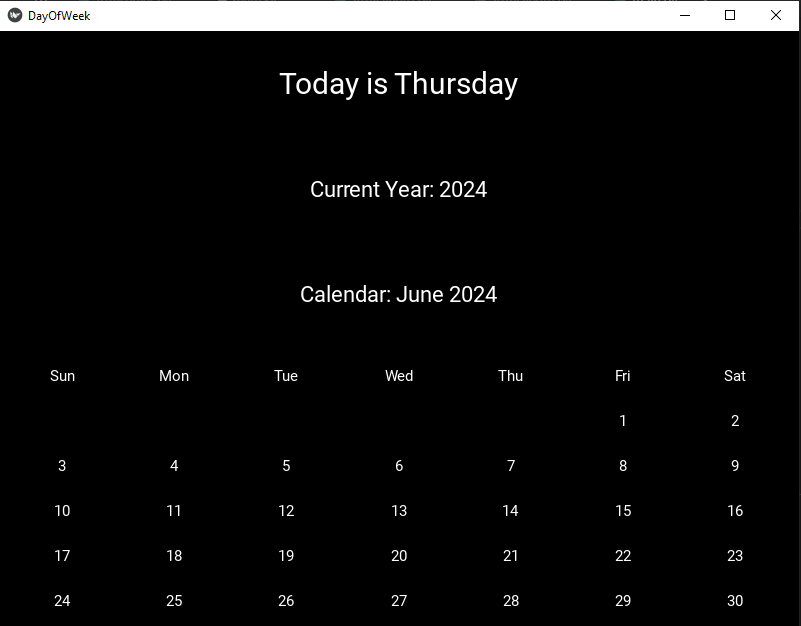 DayOfWeek
Today is Thursday
Current Year: 2024
Calendar: June 2024
Sun Mon Tue Wed Thu Fri Sat
1 2
3 4 5 6 7 8 9
10 11 12 13 14 15 16
17 18 19 20 21 22 23
24 25 26 27 28 29 30